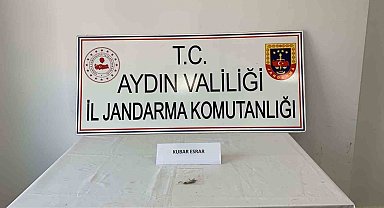 T.C.
AYDIN VALİLİĞİ
İL JANDARMA KOMUTANLIĞI
KUBAR ESRAR